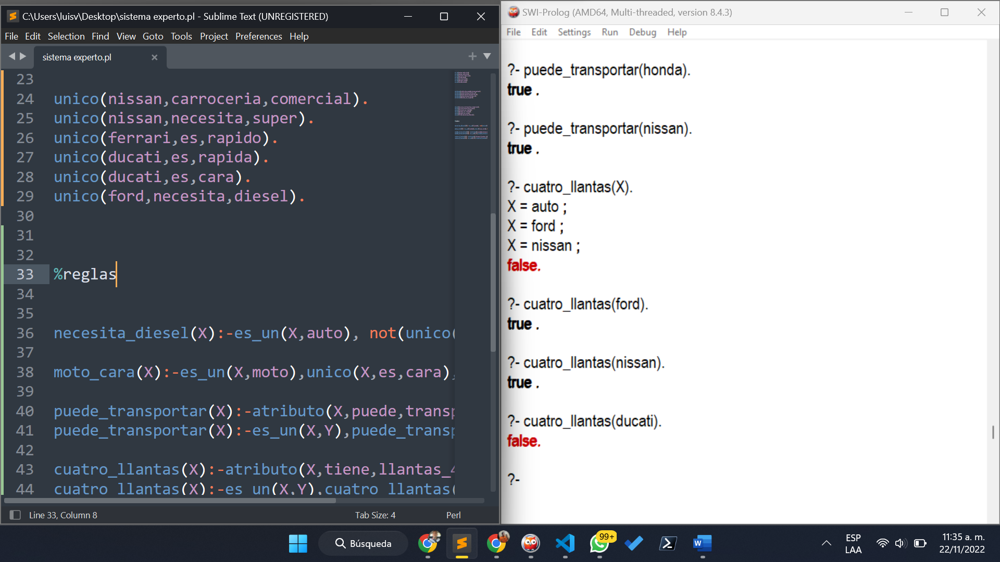 C:\Users\luisv\Desktop\sistema experto.pl - Sublime Text (UNREGISTERED)
File Edit Selection Find View Goto Tools Project Preferences Help
sistema experto.pl
23
24 unico(nissan,carroceria,comercial).
25 unico(nissan,necesita,super).
26 unico(ferrari,es,rapido).
27 unico(ducati,es,rapida).
28 unico(ducati,es,cara).
29 unico(ford,necesita,diesel).
30
31
32
33 %reglas
34
35
36 necesita_diesel(X):-es_un(X,auto), not(unico(
37
38 moto_cara(X):-es_un(X,moto),unico(X,es,cara),
39
40 puede_transportar(X):-atributo(X,puede,transp
41 puede_transportar(X):-es_un(X,Y),puede_transp
42
43 cuatro_llantas(X):-atributo(X,tiene,llantas_4
44 cuatro_llantas(X):-es_un(X,Y),cuatro_llantas(
Line 33, Column 8
Tab Size: 4
Perl
SWI-Prolog (AMD64, Multi-threaded, version 8.4.3)
File Edit Settings Run Debug Help
?- puede_transportar(honda).
true .
?- puede_transportar(nissan).
true .
?- cuatro_llantas(X).
X = auto ;
X = ford ;
X = nissan ;
false.
?- cuatro_llantas(ford).
true .
?- cuatro_llantas(nissan).
true .
?- cuatro_llantas(ducati).
false.
?-
Búsqueda
99+
W
ESP
LAA
11:35 a. m.
22/11/2022